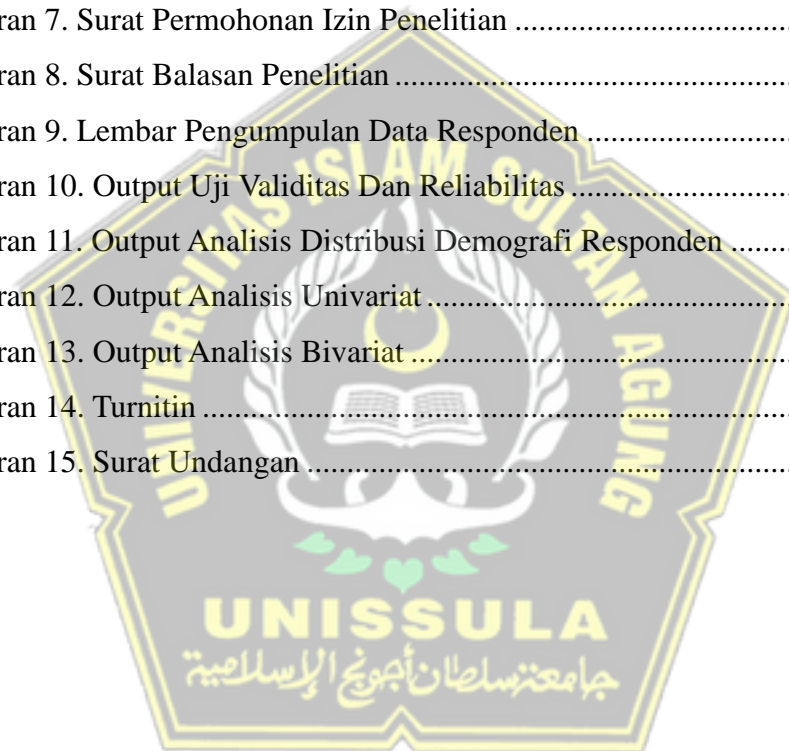 ran 7. Surat Permohonan Izin Penelitian ...................................
ran 8. Surat Balasan Penelitian ...................................................
ran 9. Lembar Pengumpulan Data Responden ..........................
ran 10. Output Uji Validitas Dan Reliabilitas ............................
ran 11. Output Analisis Distribusi Demografi Responden ........
ran 12. Output Analisis Univariat ..............................................
ran 13. Output Analisis Bivariat ................................................
ran 14. Turnitin .........................................................................
ran 15. Surat Undangan .............................................................
UNIVERSITAS ISLAM SULTAN AGUNG
UNISSULA
جامعة سلطان أجونج الإسلامية